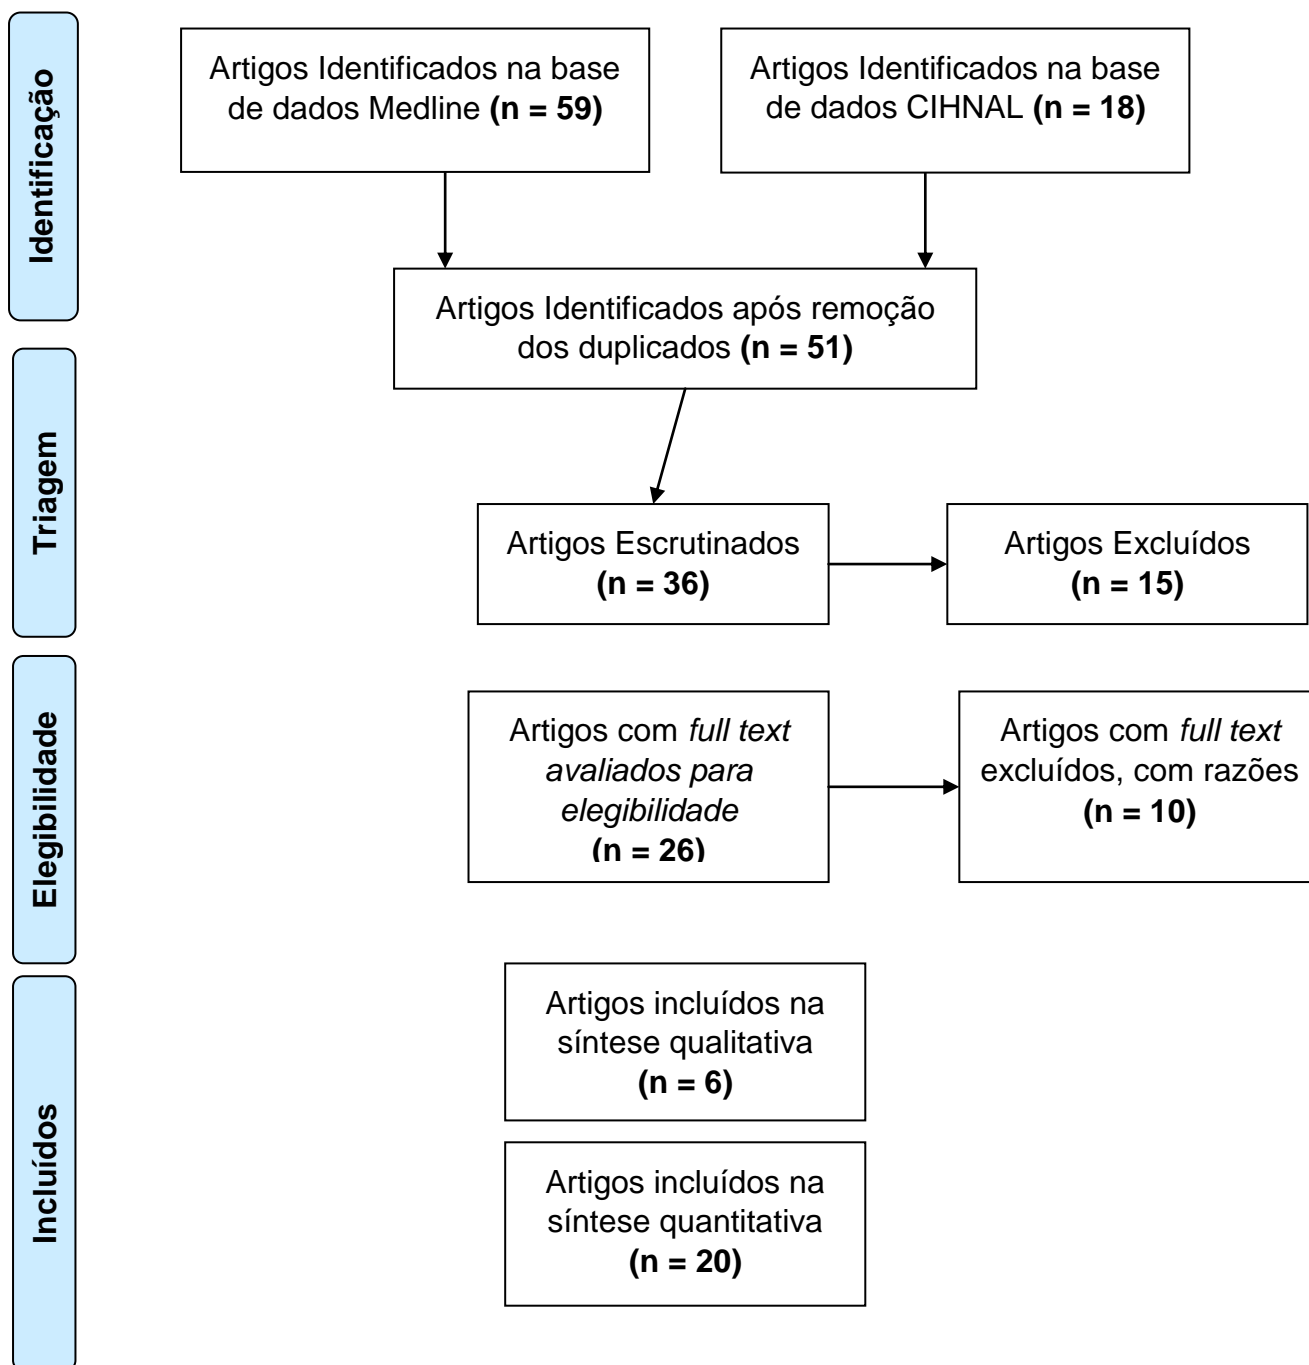 Identificação
Artigos Identificados na base
de dados Medline (n = 59)
Artigos Identificados na base
de dados CIHNAL (n = 18)
Artigos Identificados após remoção
dos duplicados (n = 51)
Triagem
Artigos Escrutinados
(n = 36)
Artigos Excluídos
(n = 15)
Elegibilidade
Artigos com full text
avaliados para
elegibilidade
(n = 26)
Artigos com full text
excluídos, com razões
(n = 10)
Incluídos
Artigos incluídos na
síntese qualitativa
(n = 6)
Artigos incluídos na
síntese quantitativa
(n = 20)